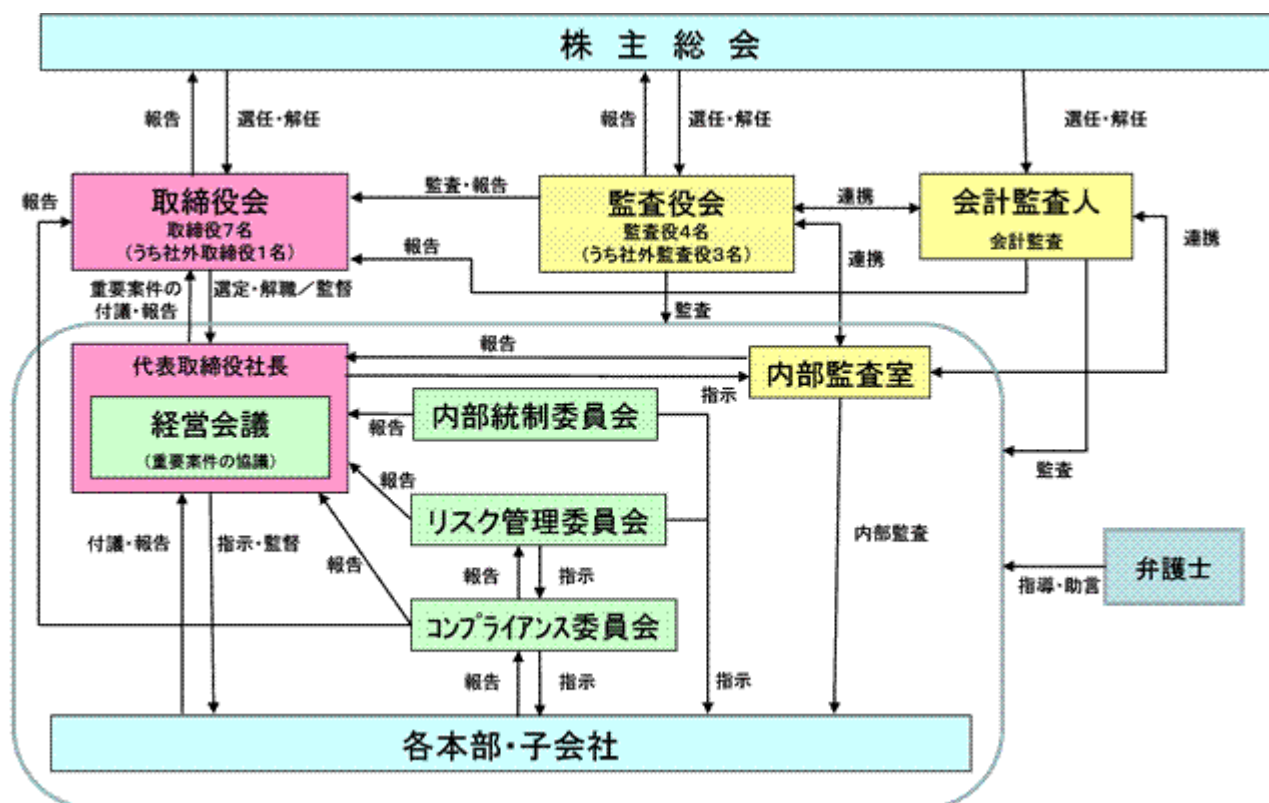 株主総会
報告
選任・解任
報告
選任・解任
選任・解任
報告
取締役会
取締役7名
(うち社外取締役1名)
監査・報告
監査役会
監査役4名
(うち社外監査役3名)
連携
会計監査人
会計監査
連携
報告
連携
重要案件の
付議・報告
選定・解職／監督
監査
代表取締役社長
報告
指示
内部監査室
経営会議
(重要案件の協議)
報告
内部統制委員会
監査
報告
リスク管理委員会
付議・報告
指示・監督
報告
報告
指示
内部監査
弁護士
指導・助言
コンプライアンス委員会
報告
指示
指示
各本部・子会社